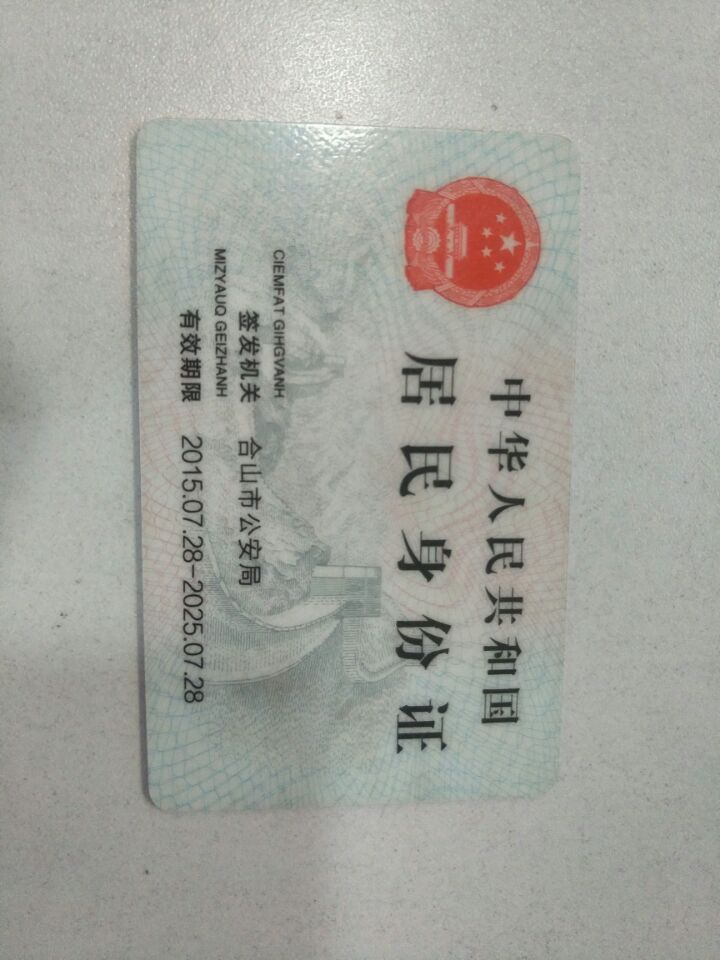 中华人民共和国
居民身份证
CIEMFAT GIHGVANH
签发机关 合山市公安局
MIZYAUQ GEIZHANH
有效期限 2015.07.28-2025.07.28